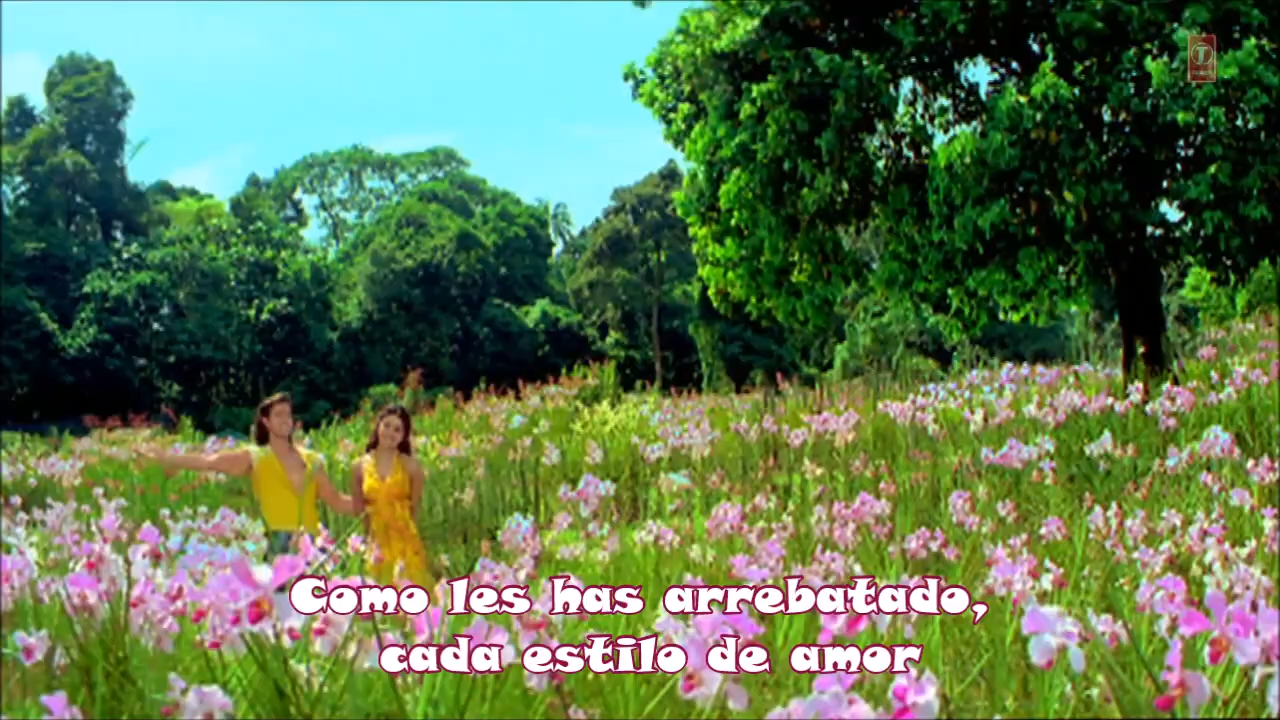 Como les has arrebatado,
cada estilo de amor